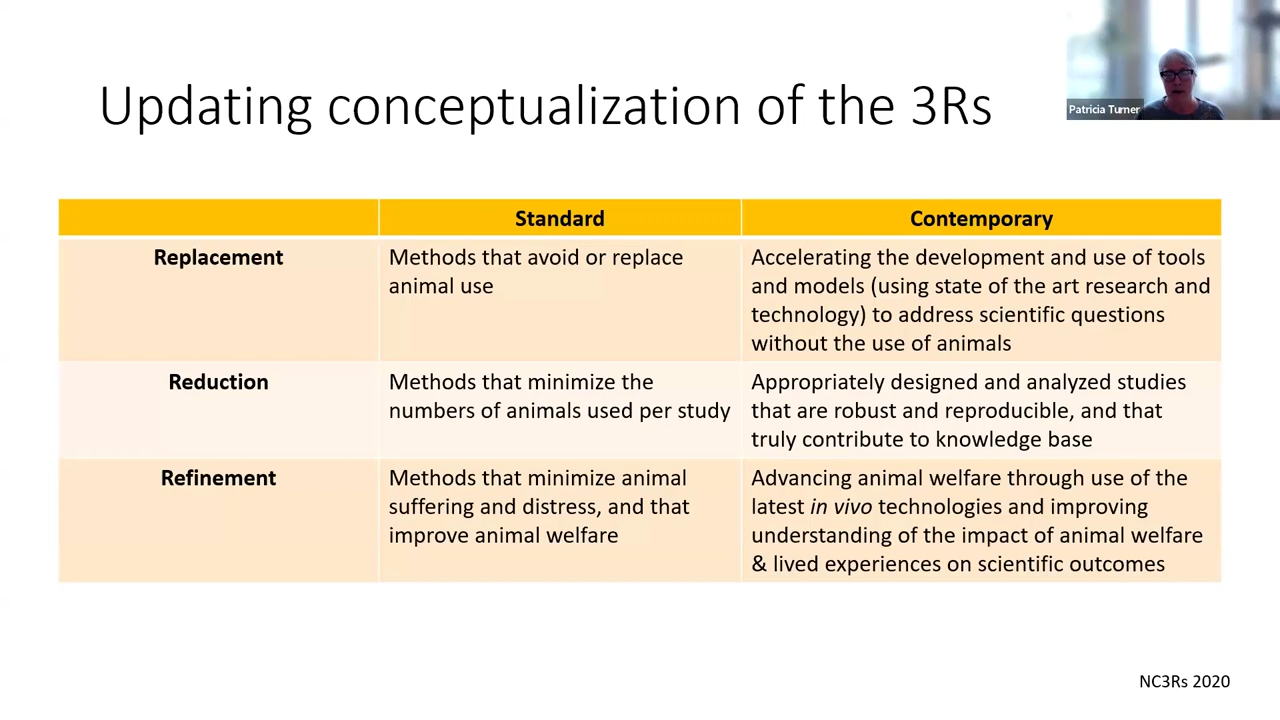 Updating conceptualization of the 3Rs
Patricia Turner
Standard
Contemporary
Replacement
Methods that avoid or replace
animal use
Accelerating the development and use of tools
and models (using state of the art research and
technology) to address scientific questions
without the use of animals
Reduction
Methods that minimize the
numbers of animals used per study
Appropriately designed and analyzed studies
that are robust and reproducible, and that
truly contribute to knowledge base
Refinement
Methods that minimize animal
suffering and distress, and that
improve animal welfare
Advancing animal welfare through use of the
latest in vivo technologies and improving
understanding of the impact of animal welfare
& lived experiences on scientific outcomes
NC3Rs 2020